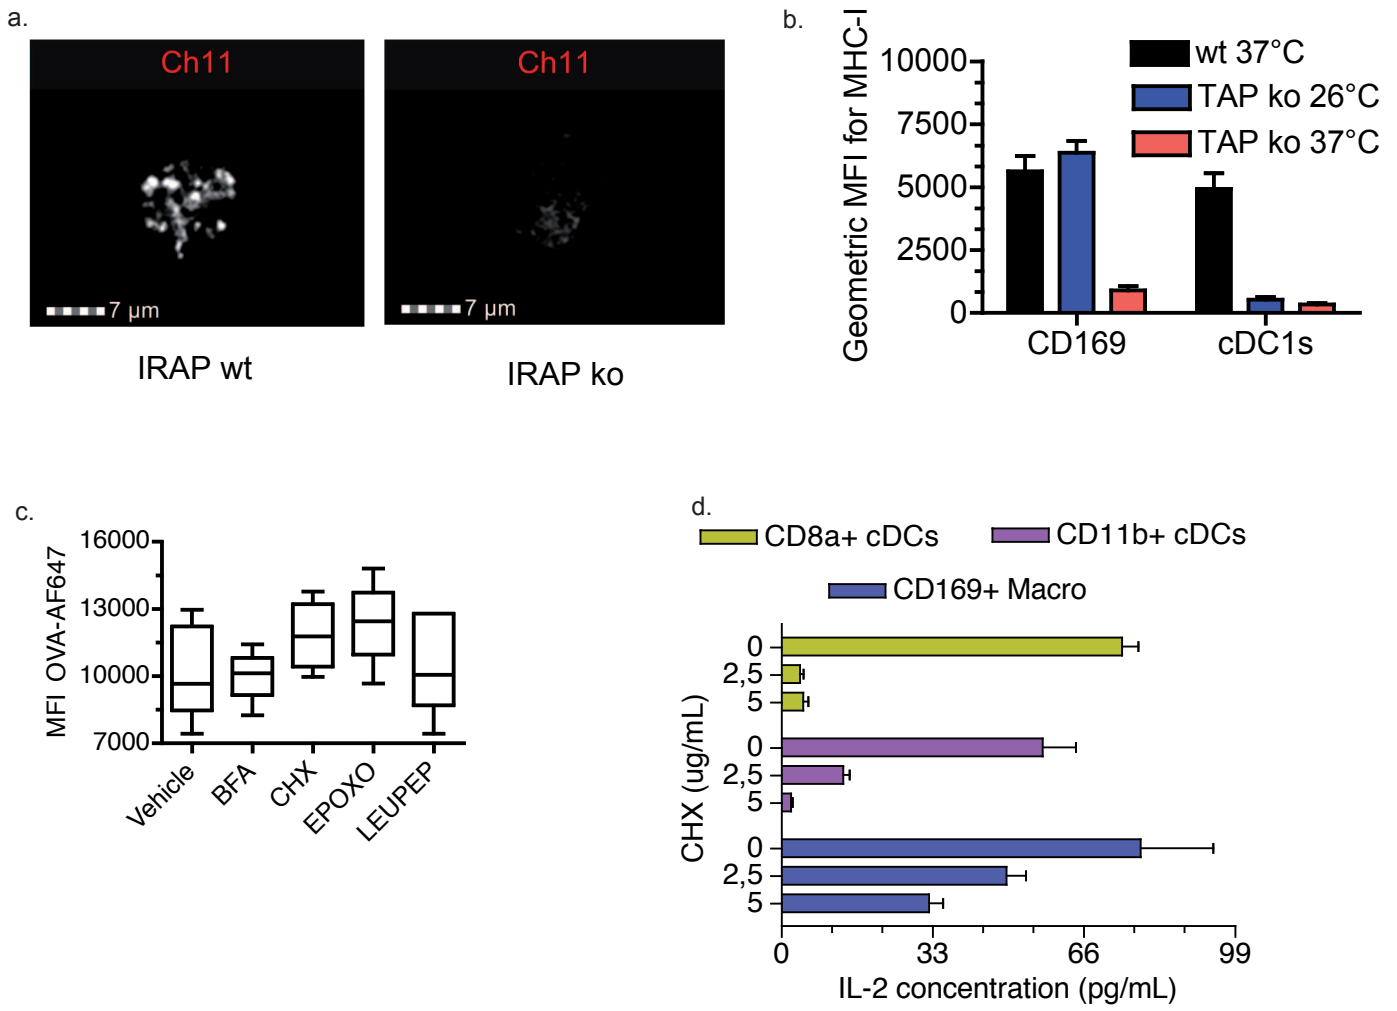 a.
Ch11
7 μm
IRAP wt
Ch11
7 μm
IRAP ko
b.
Geometric MFI for MHC-I
10000
7500
5000
2500
0
wt 37°C
TAP ko 26°C
TAP ko 37°C
CD169
cDC1s
c.
MFI OVA-AF647
16000
13000
10000
7000
Vehicle
BFA
CHX
EPOXO
LEUPEP
d.
CD8a+ cDCs
CD11b+ cDCs
CD169+ Macro
CHX (ug/mL)
0
2,5
5
0
2,5
5
0
2,5
5
0
33
66
99
IL-2 concentration (pg/mL)